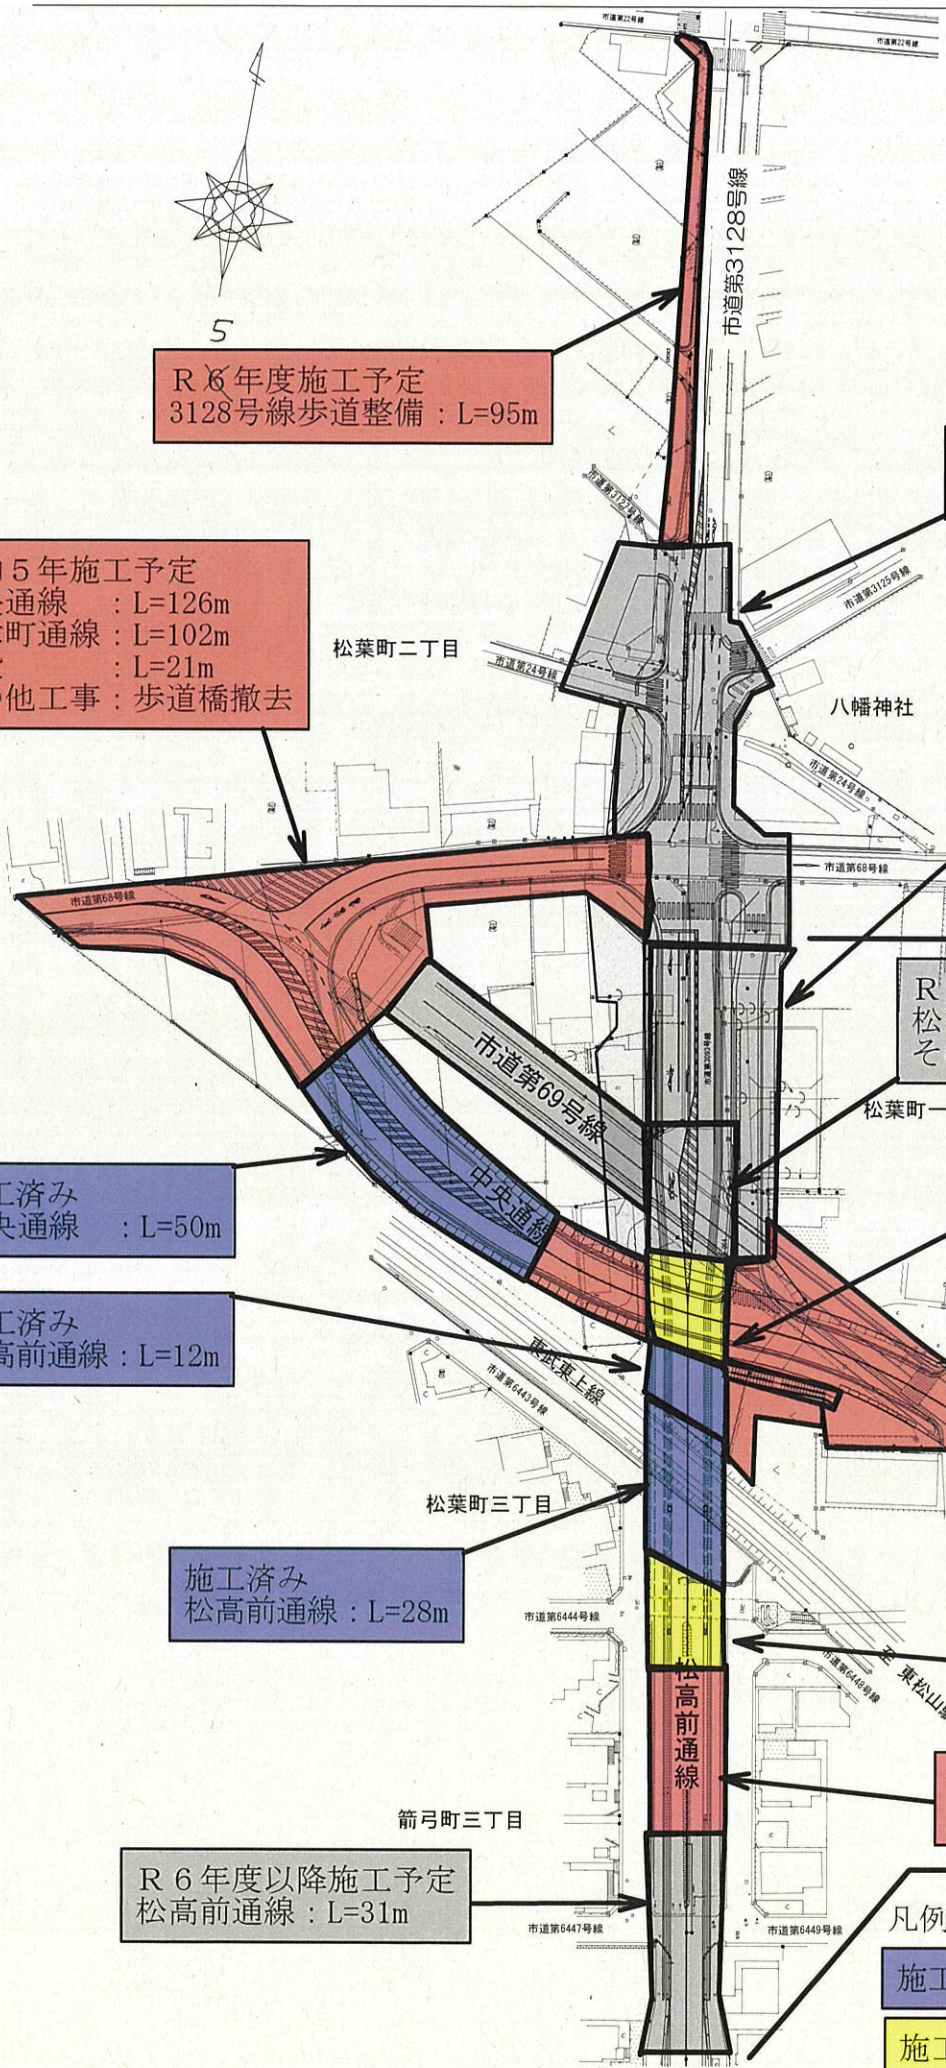 市道第22号線
市道第22号線
市道第3128号線
5
R6年度施工予定
3128号線歩道整備：L=95m
市道第3127号線
5年施工予定
通線　：L=126m
町通線：L=102m
：L=21m
他工事：歩道橋撤去
松葉町二丁目
市道第24号線
市道第3125号線
八幡神社
市道第24号線
市道第68号線
市道第68号線
R
松
そ
市道第69号線
松葉町一
工済み
央通線　：L=50m
中央通線
工済み
高前通線：L=12m
東武東上線
市道第6443号線
松葉町三丁目
施工済み
松高前通線：L=28m
市道第6444号線
至 東松山
市道第6448号線
松高前通線
箭弓町三丁目
R6年度以降施工予定
松高前通線：L=31m
市道第6447号線
市道第6449号線
凡例
施工
施工